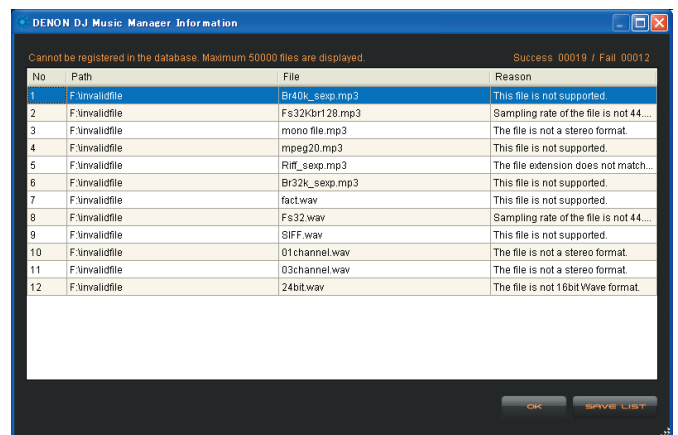 DENON DJ Music Manager Information
Cannot be registered in the database. Maximum 50000 files are displayed. Success 00019 / Fail 00012
No Path File Reason
1 F:\invalidfile Br40k_sexp.mp3 This file is not supported.
2 F:\invalidfile Fs32Kbr128.mp3 Sampling rate of the file is not 44....
3 F:\invalidfile mono file.mp3 The file is not a stereo format.
4 F:\invalidfile mpeg20.mp3 This file is not supported.
5 F:\invalidfile Riff_sexp.mp3 The file extension does not match...
6 F:\invalidfile Br32k_sexp.mp3 This file is not supported.
7 F:\invalidfile fact.wav This file is not supported.
8 F:\invalidfile Fs32.wav Sampling rate of the file is not 44....
9 F:\invalidfile SIFF.wav This file is not supported.
10 F:\invalidfile 01channel.wav The file is not a stereo format.
11 F:\invalidfile 03channel.wav The file is not a stereo format.
12 F:\invalidfile 24bit.wav The file is not 16bit Wave format.
OK SAVE LIST